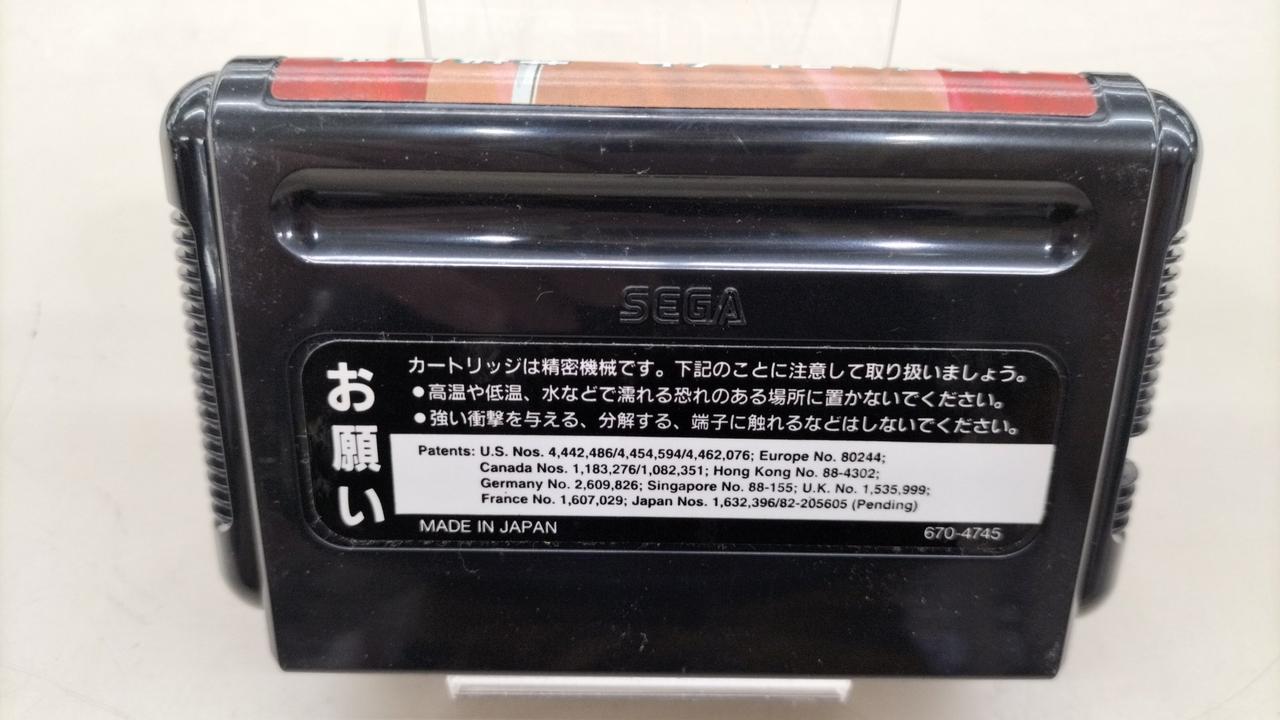 SEGA
お願い
カートリッジは精密機械です。下記のことに注意して取り扱いましょう。
●高温や低温、水などで濡れる恐れのある場所に置かないでください。
●強い衝撃を与える、分解する、端子に触れるなどはしないでください。
Patents: U.S. Nos. 4,442,486/4,454,594/4,462,076; Europe No. 80244;
Canada Nos. 1,183,276/1,082,351; Hong Kong No. 88-4302;
Germany No. 2,609,826; Singapore No. 88-155; U.K. No. 1,535,999;
France No. 1,607,029; Japan Nos. 1,632,396/82-205605 (Pending)
MADE IN JAPAN
670-4745